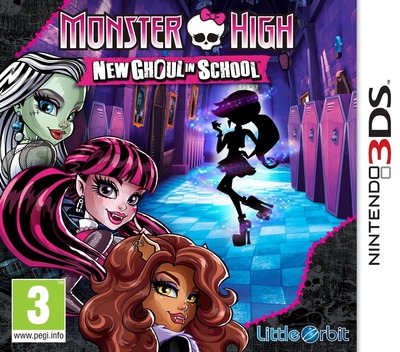 MONSTER HIGH
NEW GHOUL IN SCHOOL
NINTENDO 3DS
3
www.pegi.info
Little Orbit